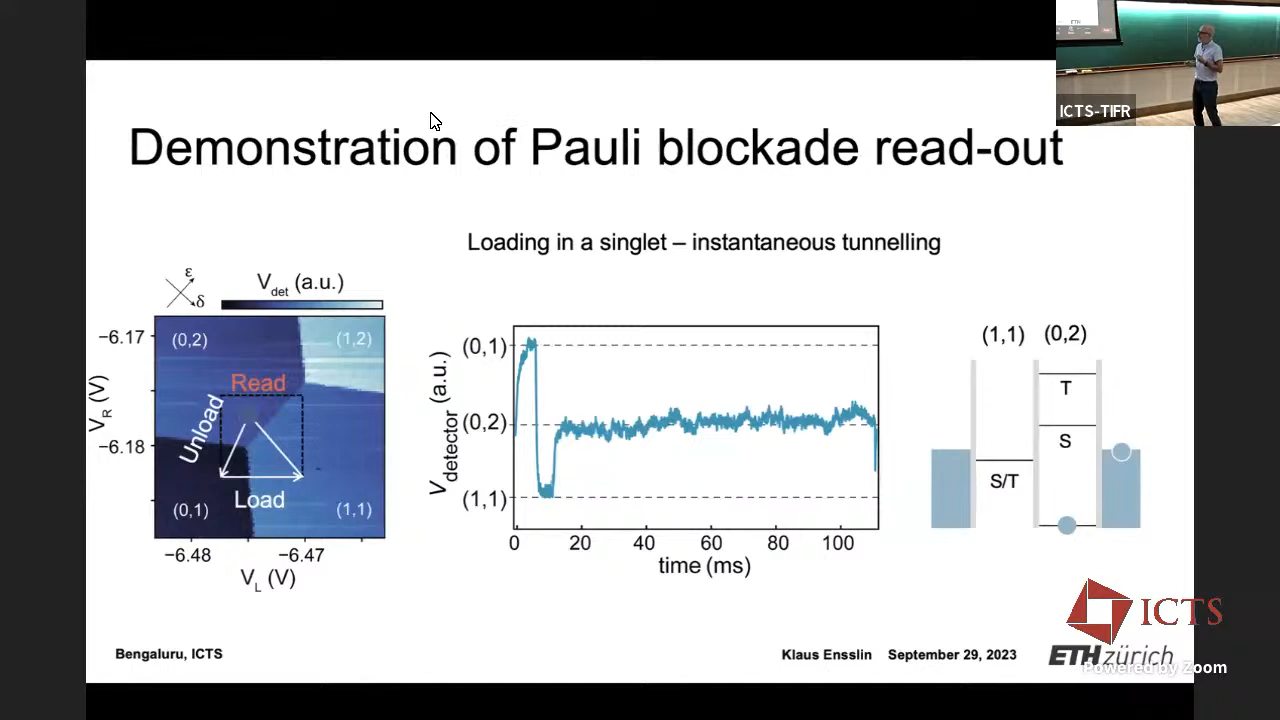 ETH
ICTS-TIFR
Demonstration of Pauli blockade read-out
Loading in a singlet – instantaneous tunnelling
ε
δ
V_det (a.u.)
−6.17
−6.18
V_R (V)
(0,2)
(1,2)
Read
Unload
Load
(0,1)
(1,1)
−6.48
−6.47
V_L (V)
V_detector (a.u.)
(0,1)
(0,2)
(1,1)
0
20
40
60
80
100
time (ms)
(1,1)
(0,2)
T
S
S/T
ICTS
Bengaluru, ICTS
Klaus Ensslin September 29, 2023
ETH zürich
Powered by Zoom